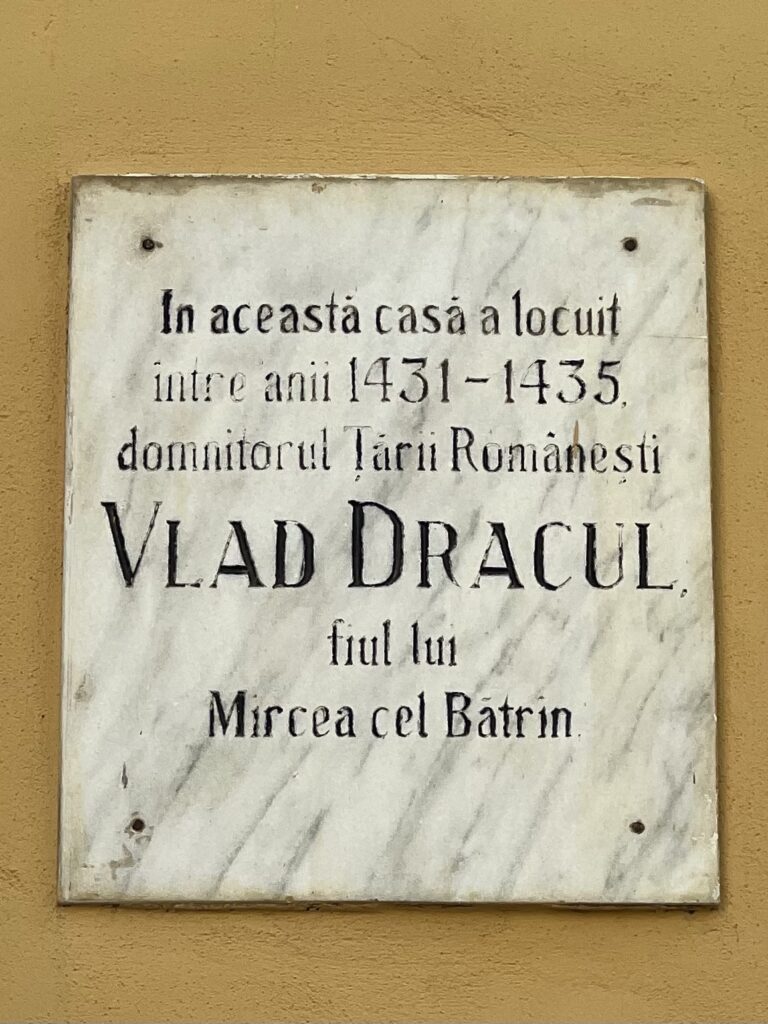 In această casă a locuit
între anii 1431-1435,
domnitorul Țării Românești
VLAD DRACUL,
fiul lui
Mircea cel Bătrîn.